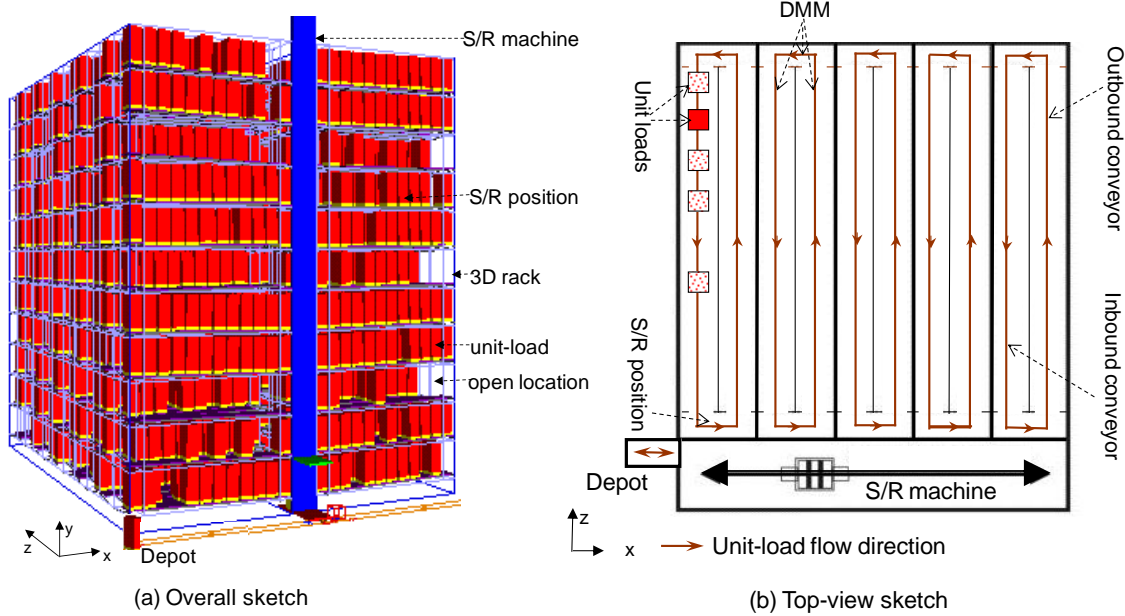 S/R machine
S/R position
3D rack
unit-load
open location
y
z
x
Depot
(a) Overall sketch
DMM
Unit loads
Outbound conveyor
S/R position
Inbound conveyor
Depot
S/R machine
z
x
Unit-load flow direction
(b) Top-view sketch